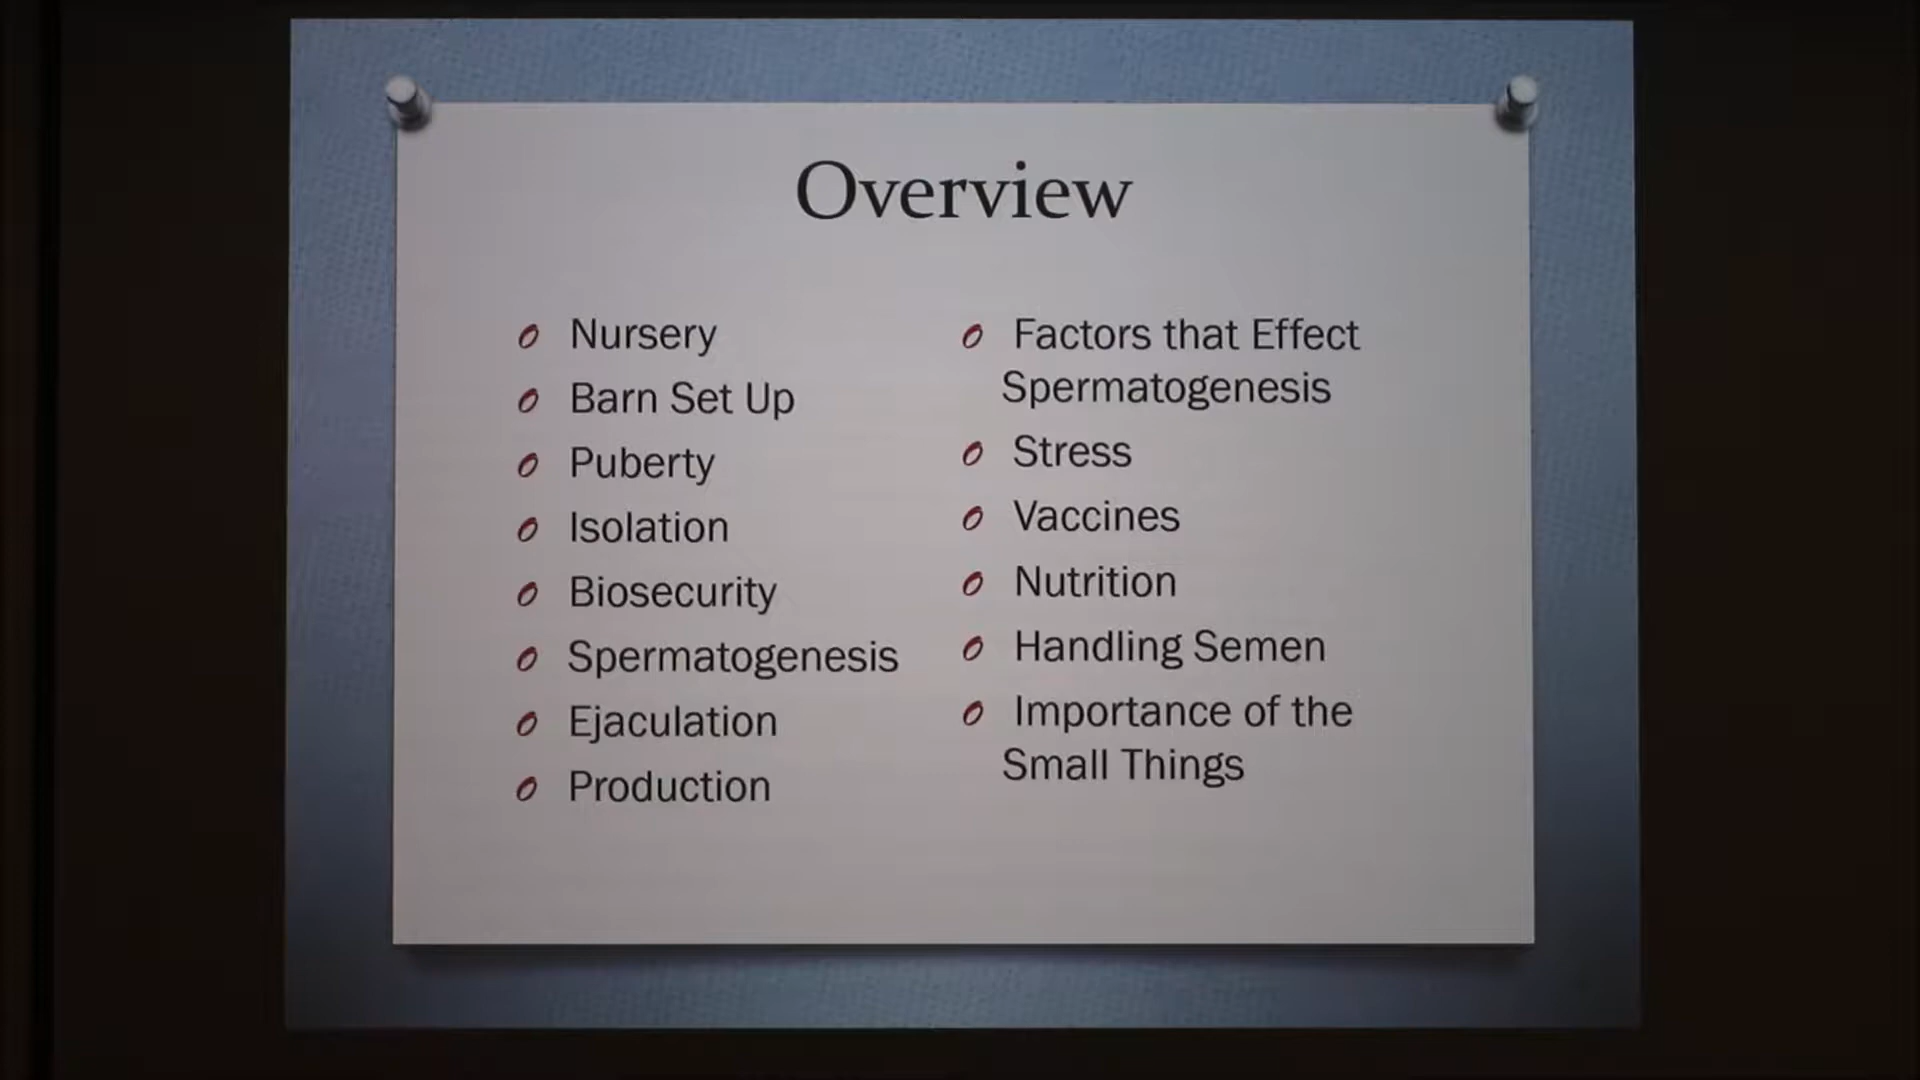 Overview
Nursery
Barn Set Up
Puberty
Isolation
Biosecurity
Spermatogenesis
Ejaculation
Production
Factors that Effect
Spermatogenesis
Stress
Vaccines
Nutrition
Handling Semen
Importance of the
Small Things